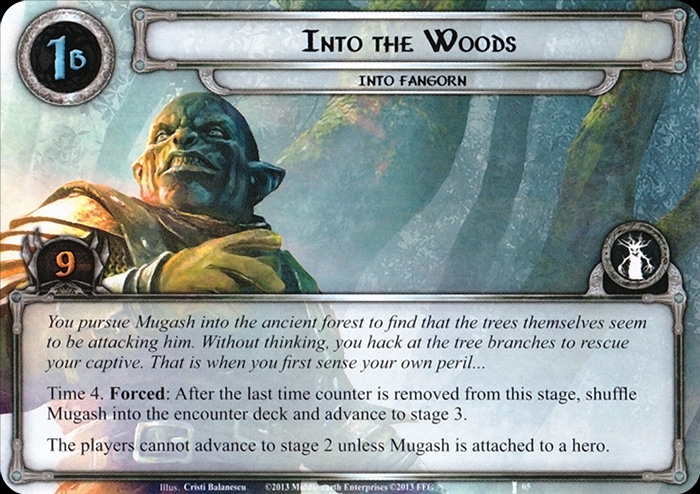 1B
INTO THE WOODS
INTO FANGORN
9
You pursue Mugash into the ancient forest to find that the trees themselves seem
to be attacking him. Without thinking, you hack at the tree branches to rescue
your captive. That is when you first sense your own peril...
Time 4. Forced: After the last time counter is removed from this stage, shuffle
Mugash into the encounter deck and advance to stage 3.
The players cannot advance to stage 2 unless Mugash is attached to a hero.
Illus. Cristi Balanescu ©2013 Middle-earth Enterprises ©2013 FFG 65